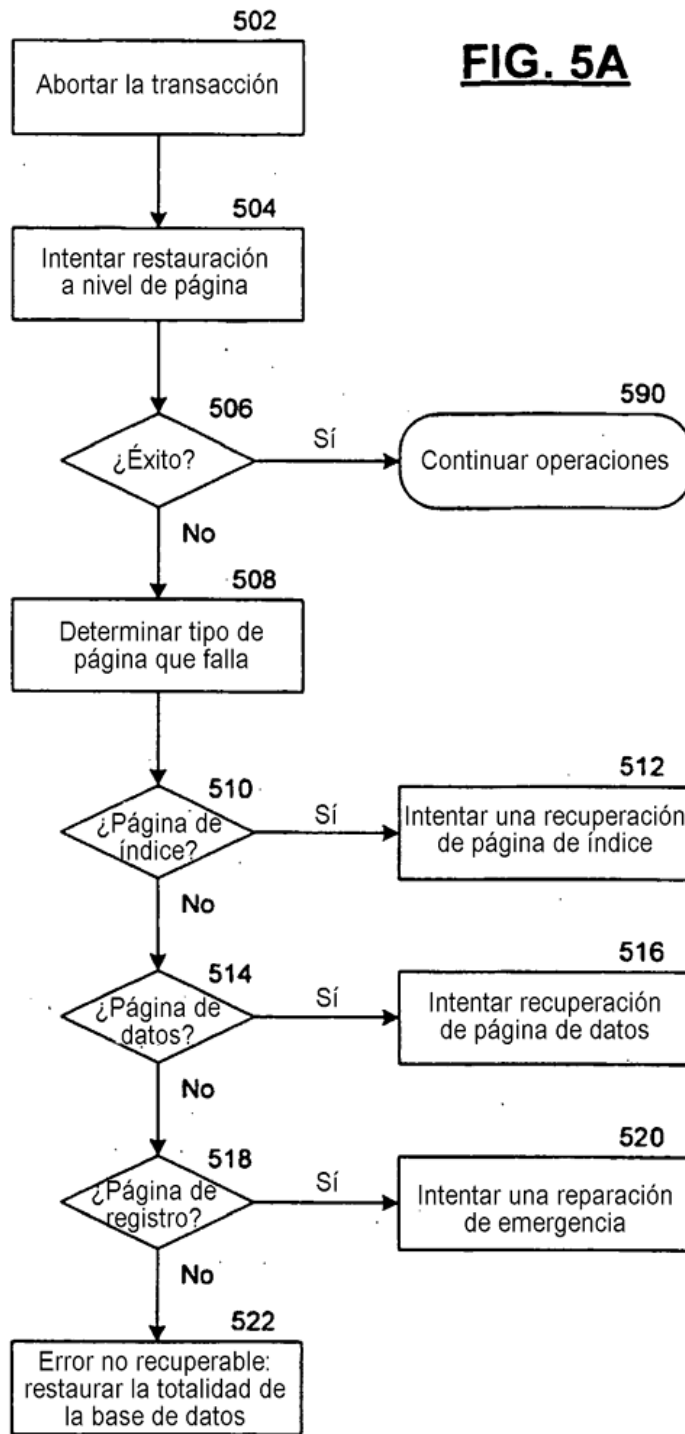 502
FIG. 5A
Abortar la transacción
504
Intentar restauración
a nivel de página
506
¿Éxito?
Sí
590
Continuar operaciones
No
508
Determinar tipo de
página que falla
510
¿Página de
índice?
Sí
512
Intentar una recuperación
de página de índice
No
514
¿Página de
datos?
Sí
516
Intentar recuperación
de página de datos
No
518
¿Página de
registro?
Sí
520
Intentar una reparación
de emergencia
No
522
Error no recuperable:
restaurar la totalidad de
la base de datos